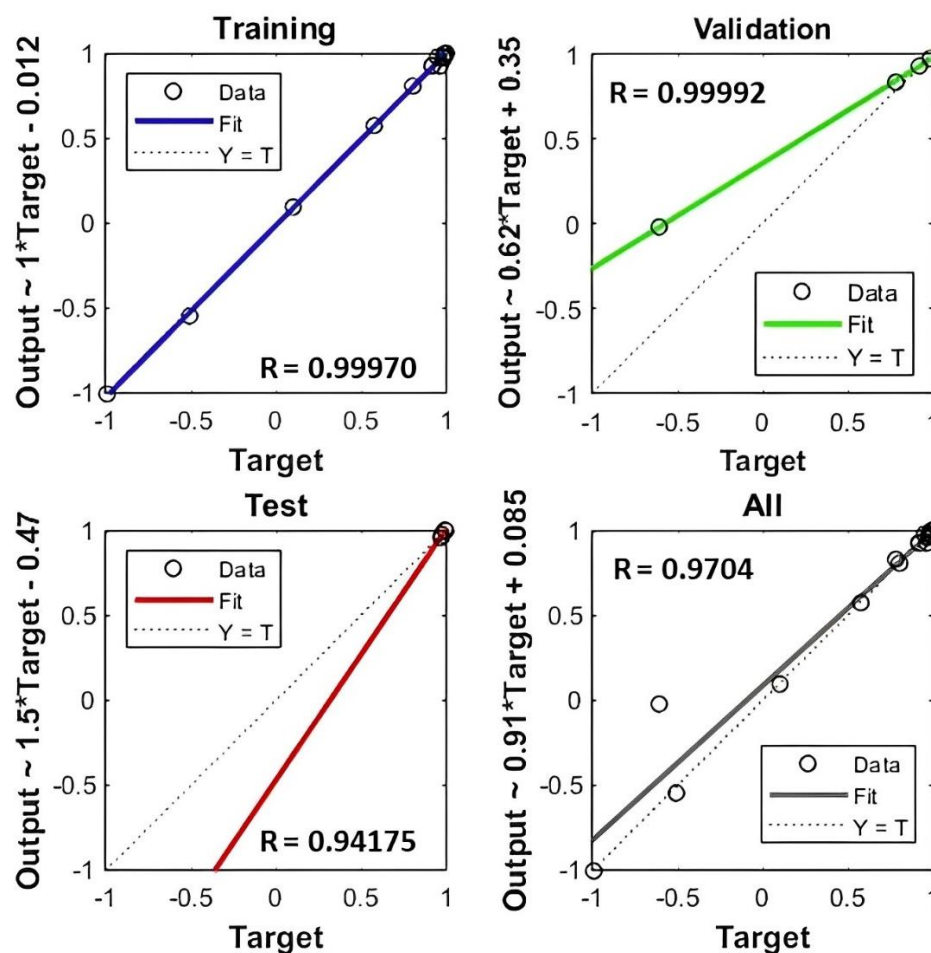 Training
Output ~ 1*Target - 0.012
1
0.5
0
-0.5
-1
Data
Fit
Y = T
R = 0.99970
-1
-0.5
0
0.5
1
Target
Validation
Output ~ 0.62*Target + 0.35
1
0.5
0
-0.5
-1
R = 0.99992
Data
Fit
Y = T
-1
-0.5
0
0.5
1
Target
Test
Output ~ 1.5*Target - 0.47
1
0.5
0
-0.5
-1
Data
Fit
Y = T
R = 0.94175
-1
-0.5
0
0.5
1
Target
All
Output ~ 0.91*Target + 0.085
1
0.5
0
-0.5
-1
R = 0.9704
Data
Fit
Y = T
-1
-0.5
0
0.5
1
Target